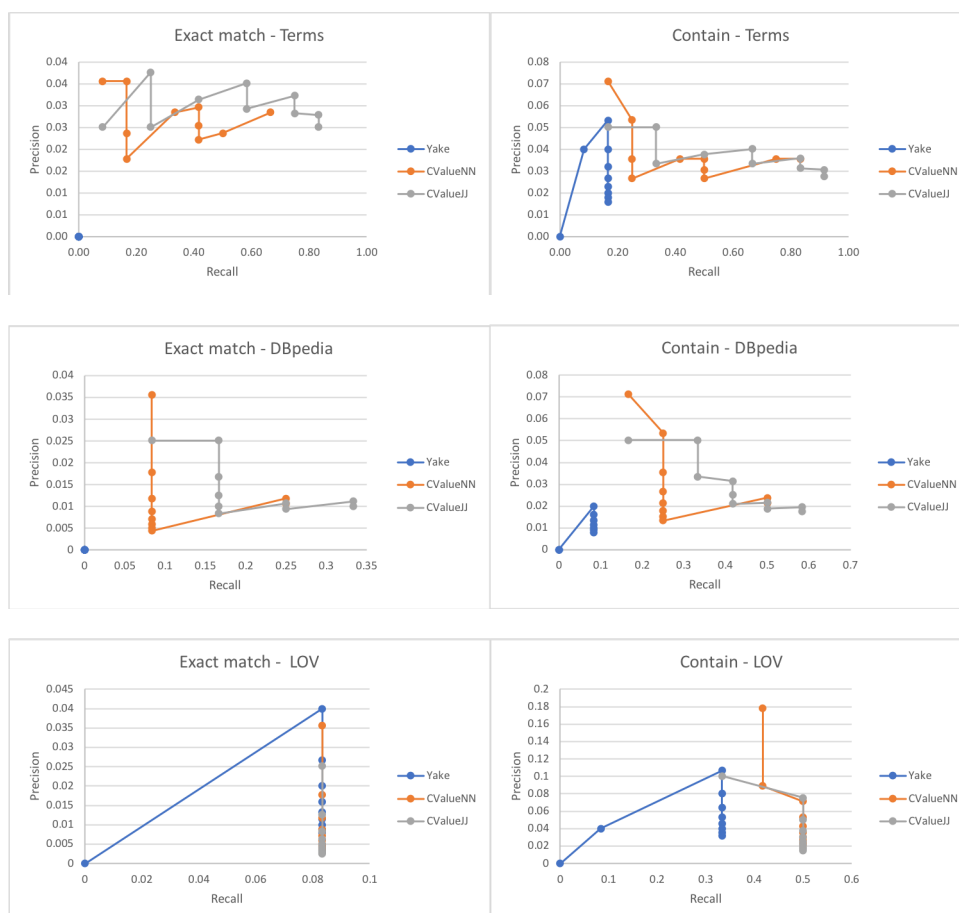 Exact match - Terms
0.04
0.04
0.03
0.03
0.02
0.02
0.01
0.01
0.00
Precision
0.00 0.20 0.40 0.60 0.80 1.00
Recall
Yake
CValueNN
CValueJJ
Contain - Terms
0.08
0.07
0.06
0.05
0.04
0.03
0.02
0.01
0.00
Precision
0.00 0.20 0.40 0.60 0.80 1.00
Recall
Yake
CValueNN
CValueJJ
Exact match - DBpedia
0.04
0.035
0.03
0.025
0.02
0.015
0.01
0.005
0
Precision
0 0.05 0.1 0.15 0.2 0.25 0.3 0.35
Recall
Yake
CValueNN
CValueJJ
Contain - DBpedia
0.08
0.07
0.06
0.05
0.04
0.03
0.02
0.01
0
Precision
0 0.1 0.2 0.3 0.4 0.5 0.6 0.7
Recall
Yake
CValueNN
CValueJJ
Exact match - LOV
0.045
0.04
0.035
0.03
0.025
0.02
0.015
0.01
0.005
0
Precision
0 0.02 0.04 0.06 0.08 0.1
Recall
Yake
CValueNN
CValueJJ
Contain - LOV
0.2
0.18
0.16
0.14
0.12
0.1
0.08
0.06
0.04
0.02
0
Precision
0 0.1 0.2 0.3 0.4 0.5 0.6
Recall
Yake
CValueNN
CValueJJ